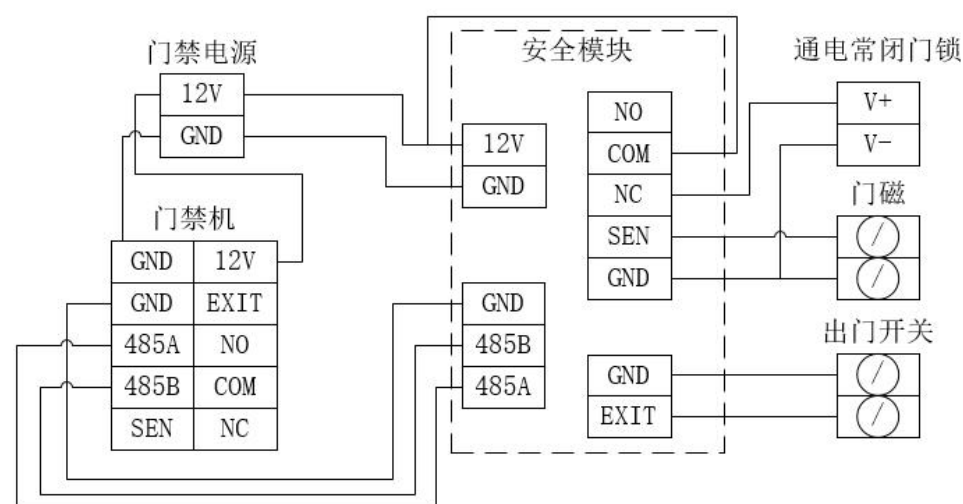 门禁电源
12V
GND
门禁机
GND 12V
GND EXIT
485A NO
485B COM
SEN NC
安全模块
12V
GND
GND
485B
485A
NO
COM
NC
SEN
GND
GND
EXIT
通电常闭门锁
V+
V-
门磁
出门开关